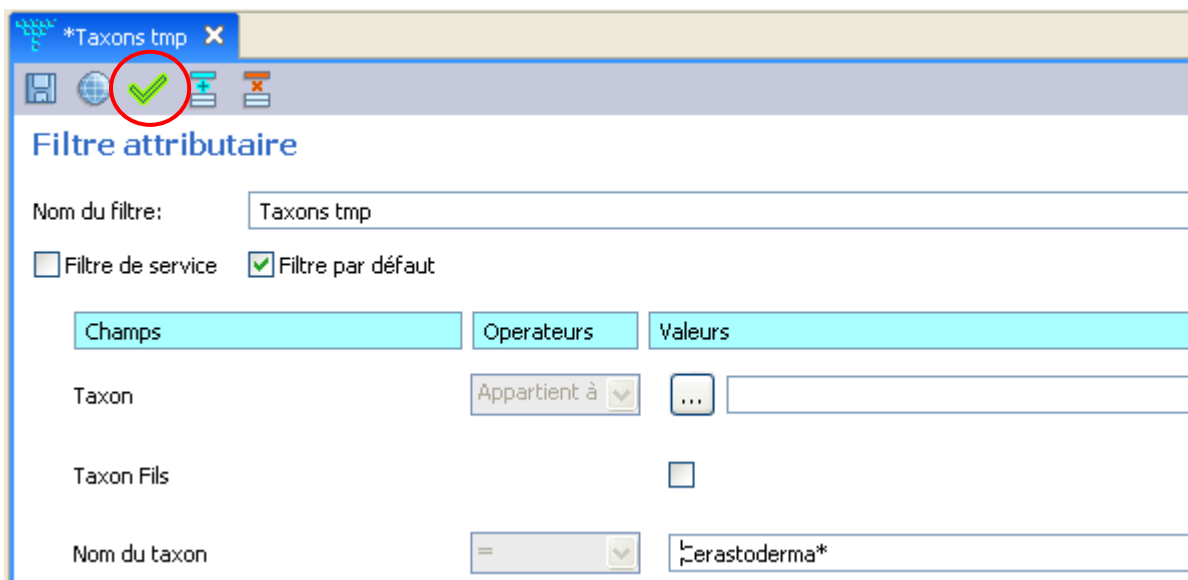 *Taxons tmp
Filtre attributaire
Nom du filtre: Taxons tmp
Filtre de service Filtre par défaut
Champs Operateurs Valeurs
Taxon Appartient à ...
Taxon Fils
Nom du taxon = Cerastoderma*